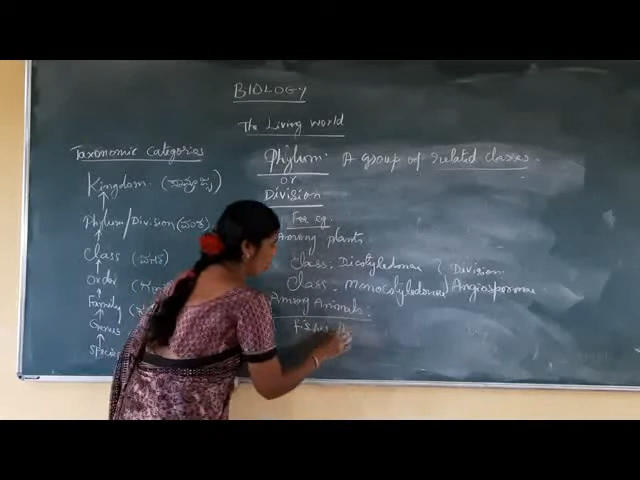 BIOLOGY
The Living world
Taxonomic Categories
Kingdom (ಸಾಮ್ರಾಜ್ಯ)
Phylum/Division (ವಂಶ)
Class (ವರ್ಗ)
Order
Family
Genus
Species
Phylum: A group of related classes.
or
Division
For eg.
Among plants
Class: Dicotyledonae } Division
Class: Monocotyledonae } Angiospermae
Among Animals: